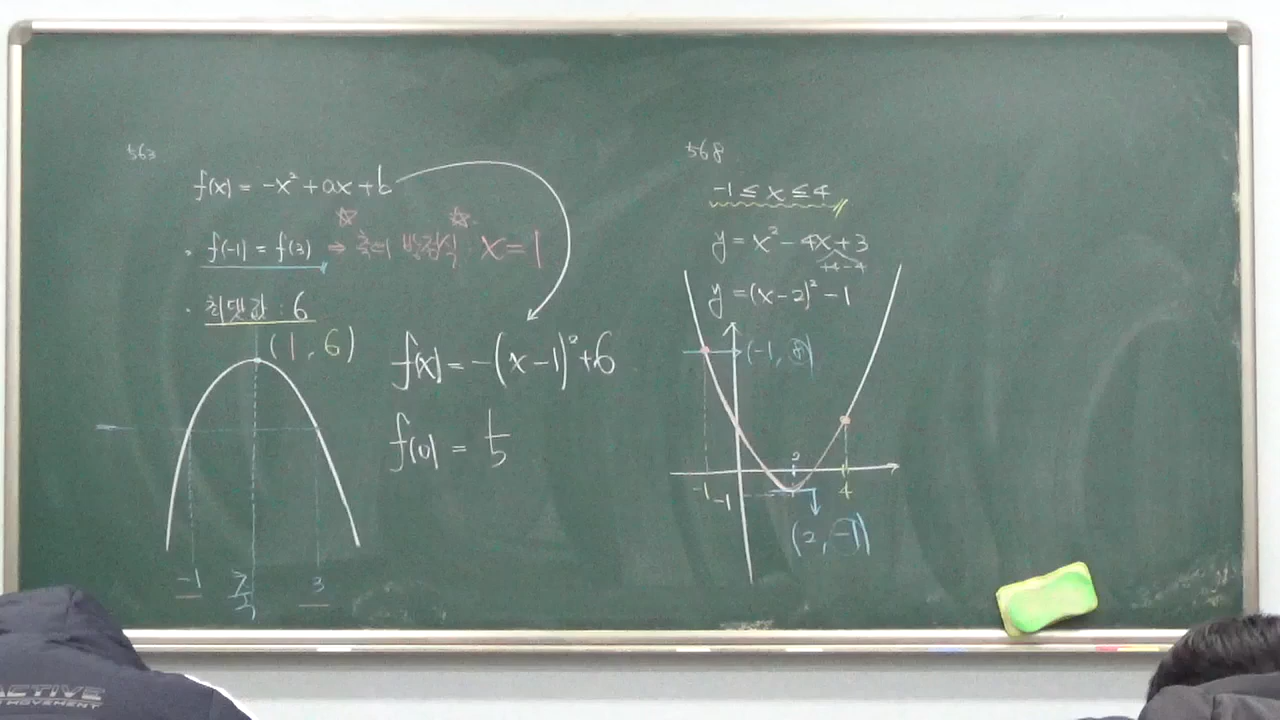 563
f(x) = -x² + ax + b
· f(-1) = f(3) ⇒ 축의 방정식 : x = 1
· 최댓값 : 6
(1, 6)
f(x) = -(x-1)² + 6
f(0) = 5
-1 축 3
568
-1 ≤ x ≤ 4
y = x² - 4x + 3
+4-4
y = (x-2)² - 1
(-1, 8)
2
-1 4
-1
(2, -1)
ACTIVE
MOVEMENT